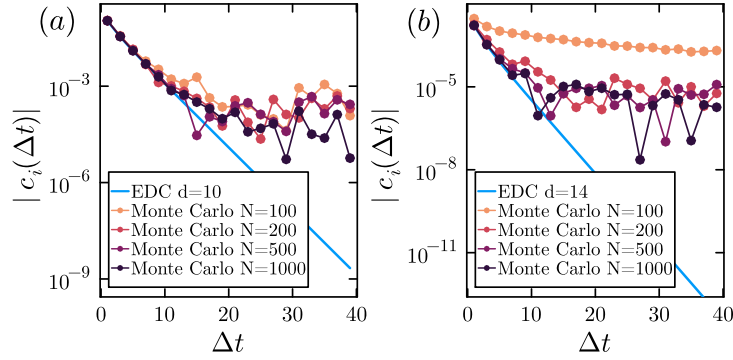 (a)
| c_i(Δt)|
10^−3
10^−6
10^−9
EDC d=10
Monte Carlo N=100
Monte Carlo N=200
Monte Carlo N=500
Monte Carlo N=1000
0 10 20 30 40
Δt
(b)
| c_i(Δt)|
10^−5
10^−8
10^−11
EDC d=14
Monte Carlo N=100
Monte Carlo N=200
Monte Carlo N=500
Monte Carlo N=1000
0 10 20 30 40
Δt